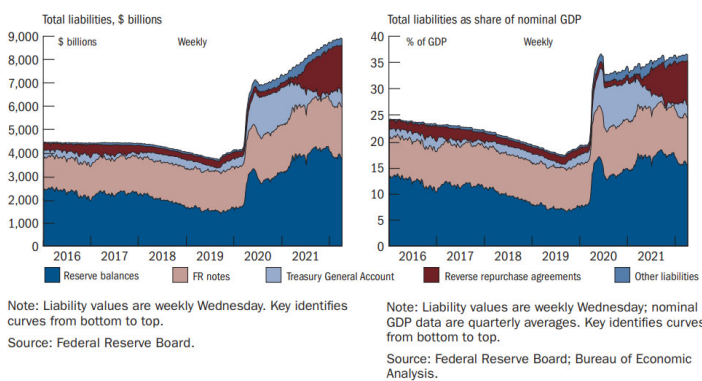 Total liabilities, $ billions
$ billions
Weekly
9,000
8,000
7,000
6,000
5,000
4,000
3,000
2,000
1,000
0
2016 2017 2018 2019 2020 2021
Total liabilities as share of nominal GDP
% of GDP
Weekly
40
35
30
25
20
15
10
5
0
2016 2017 2018 2019 2020 2021
Reserve balances FR notes Treasury General Account Reverse repurchase agreements Other liabilities
Note: Liability values are weekly Wednesday. Key identifies
curves from bottom to top.
Source: Federal Reserve Board.
Note: Liability values are weekly Wednesday; nominal
GDP data are quarterly averages. Key identifies curves
from bottom to top.
Source: Federal Reserve Board; Bureau of Economic
Analysis.